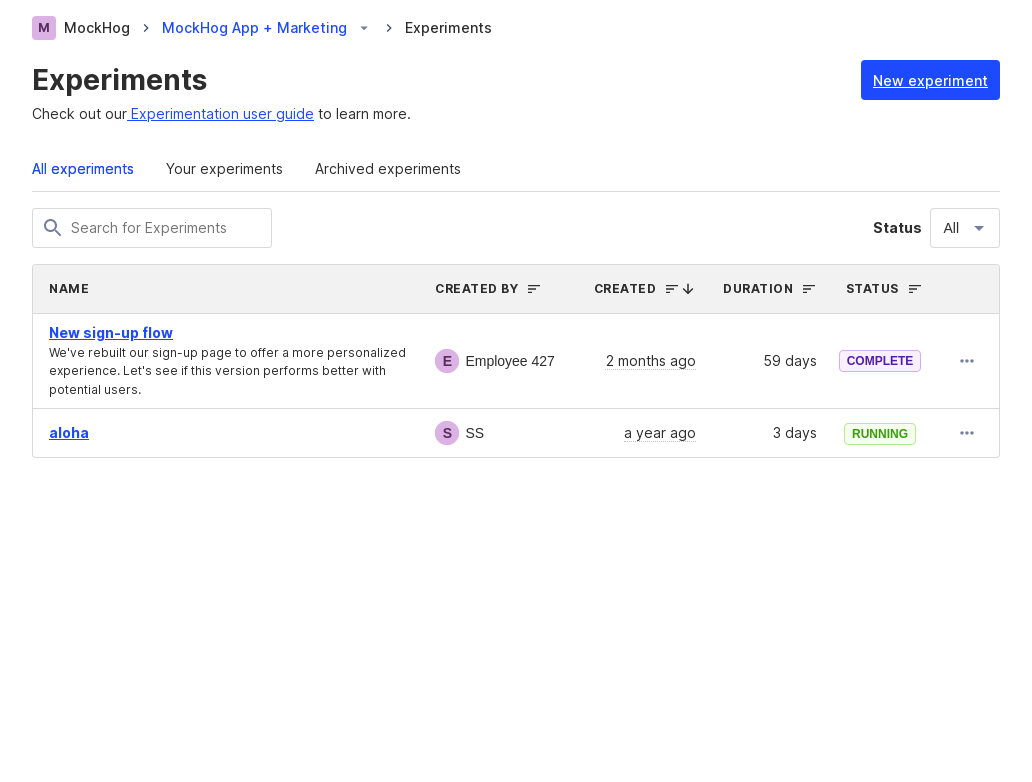 M MockHog MockHog App + Marketing Experiments
Experiments
New experiment
Check out our Experimentation user guide to learn more.
All experiments Your experiments Archived experiments
Search for Experiments Status All
NAME CREATED BY CREATED DURATION STATUS
New sign-up flow
We've rebuilt our sign-up page to offer a more personalized
experience. Let's see if this version performs better with
potential users.
E Employee 427 2 months ago 59 days COMPLETE
aloha S SS a year ago 3 days RUNNING